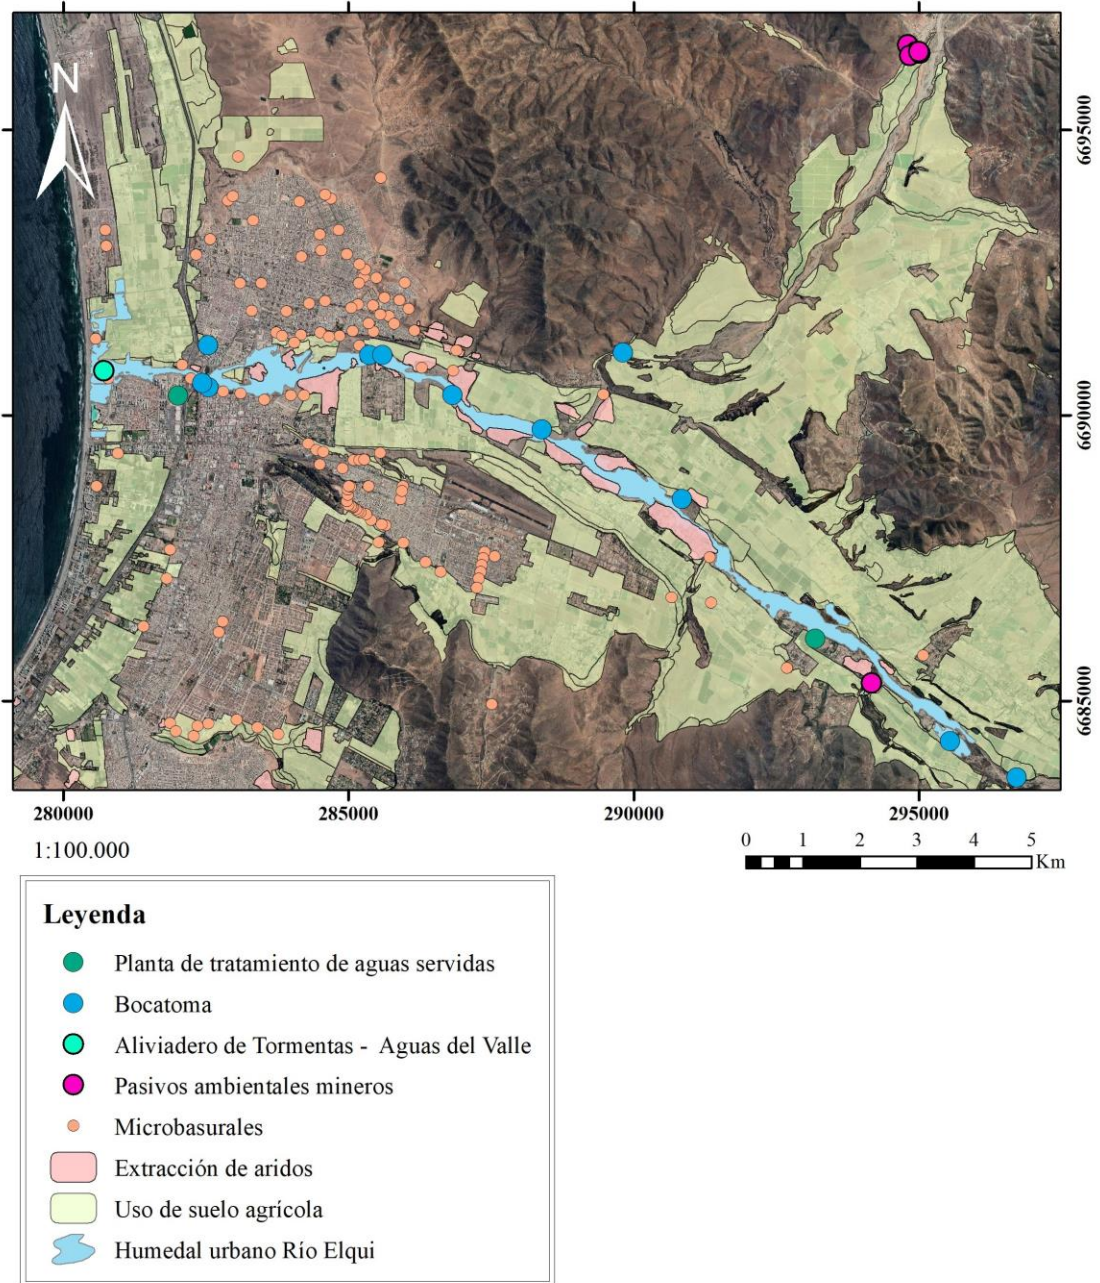 N
6695000
6690000
6685000
280000 285000 290000 295000
1:100.000
0 1 2 3 4 5
Km
Leyenda
Planta de tratamiento de aguas servidas
Bocatoma
Aliviadero de Tormentas - Aguas del Valle
Pasivos ambientales mineros
Microbasurales
Extracción de aridos
Uso de suelo agrícola
Humedal urbano Río Elqui